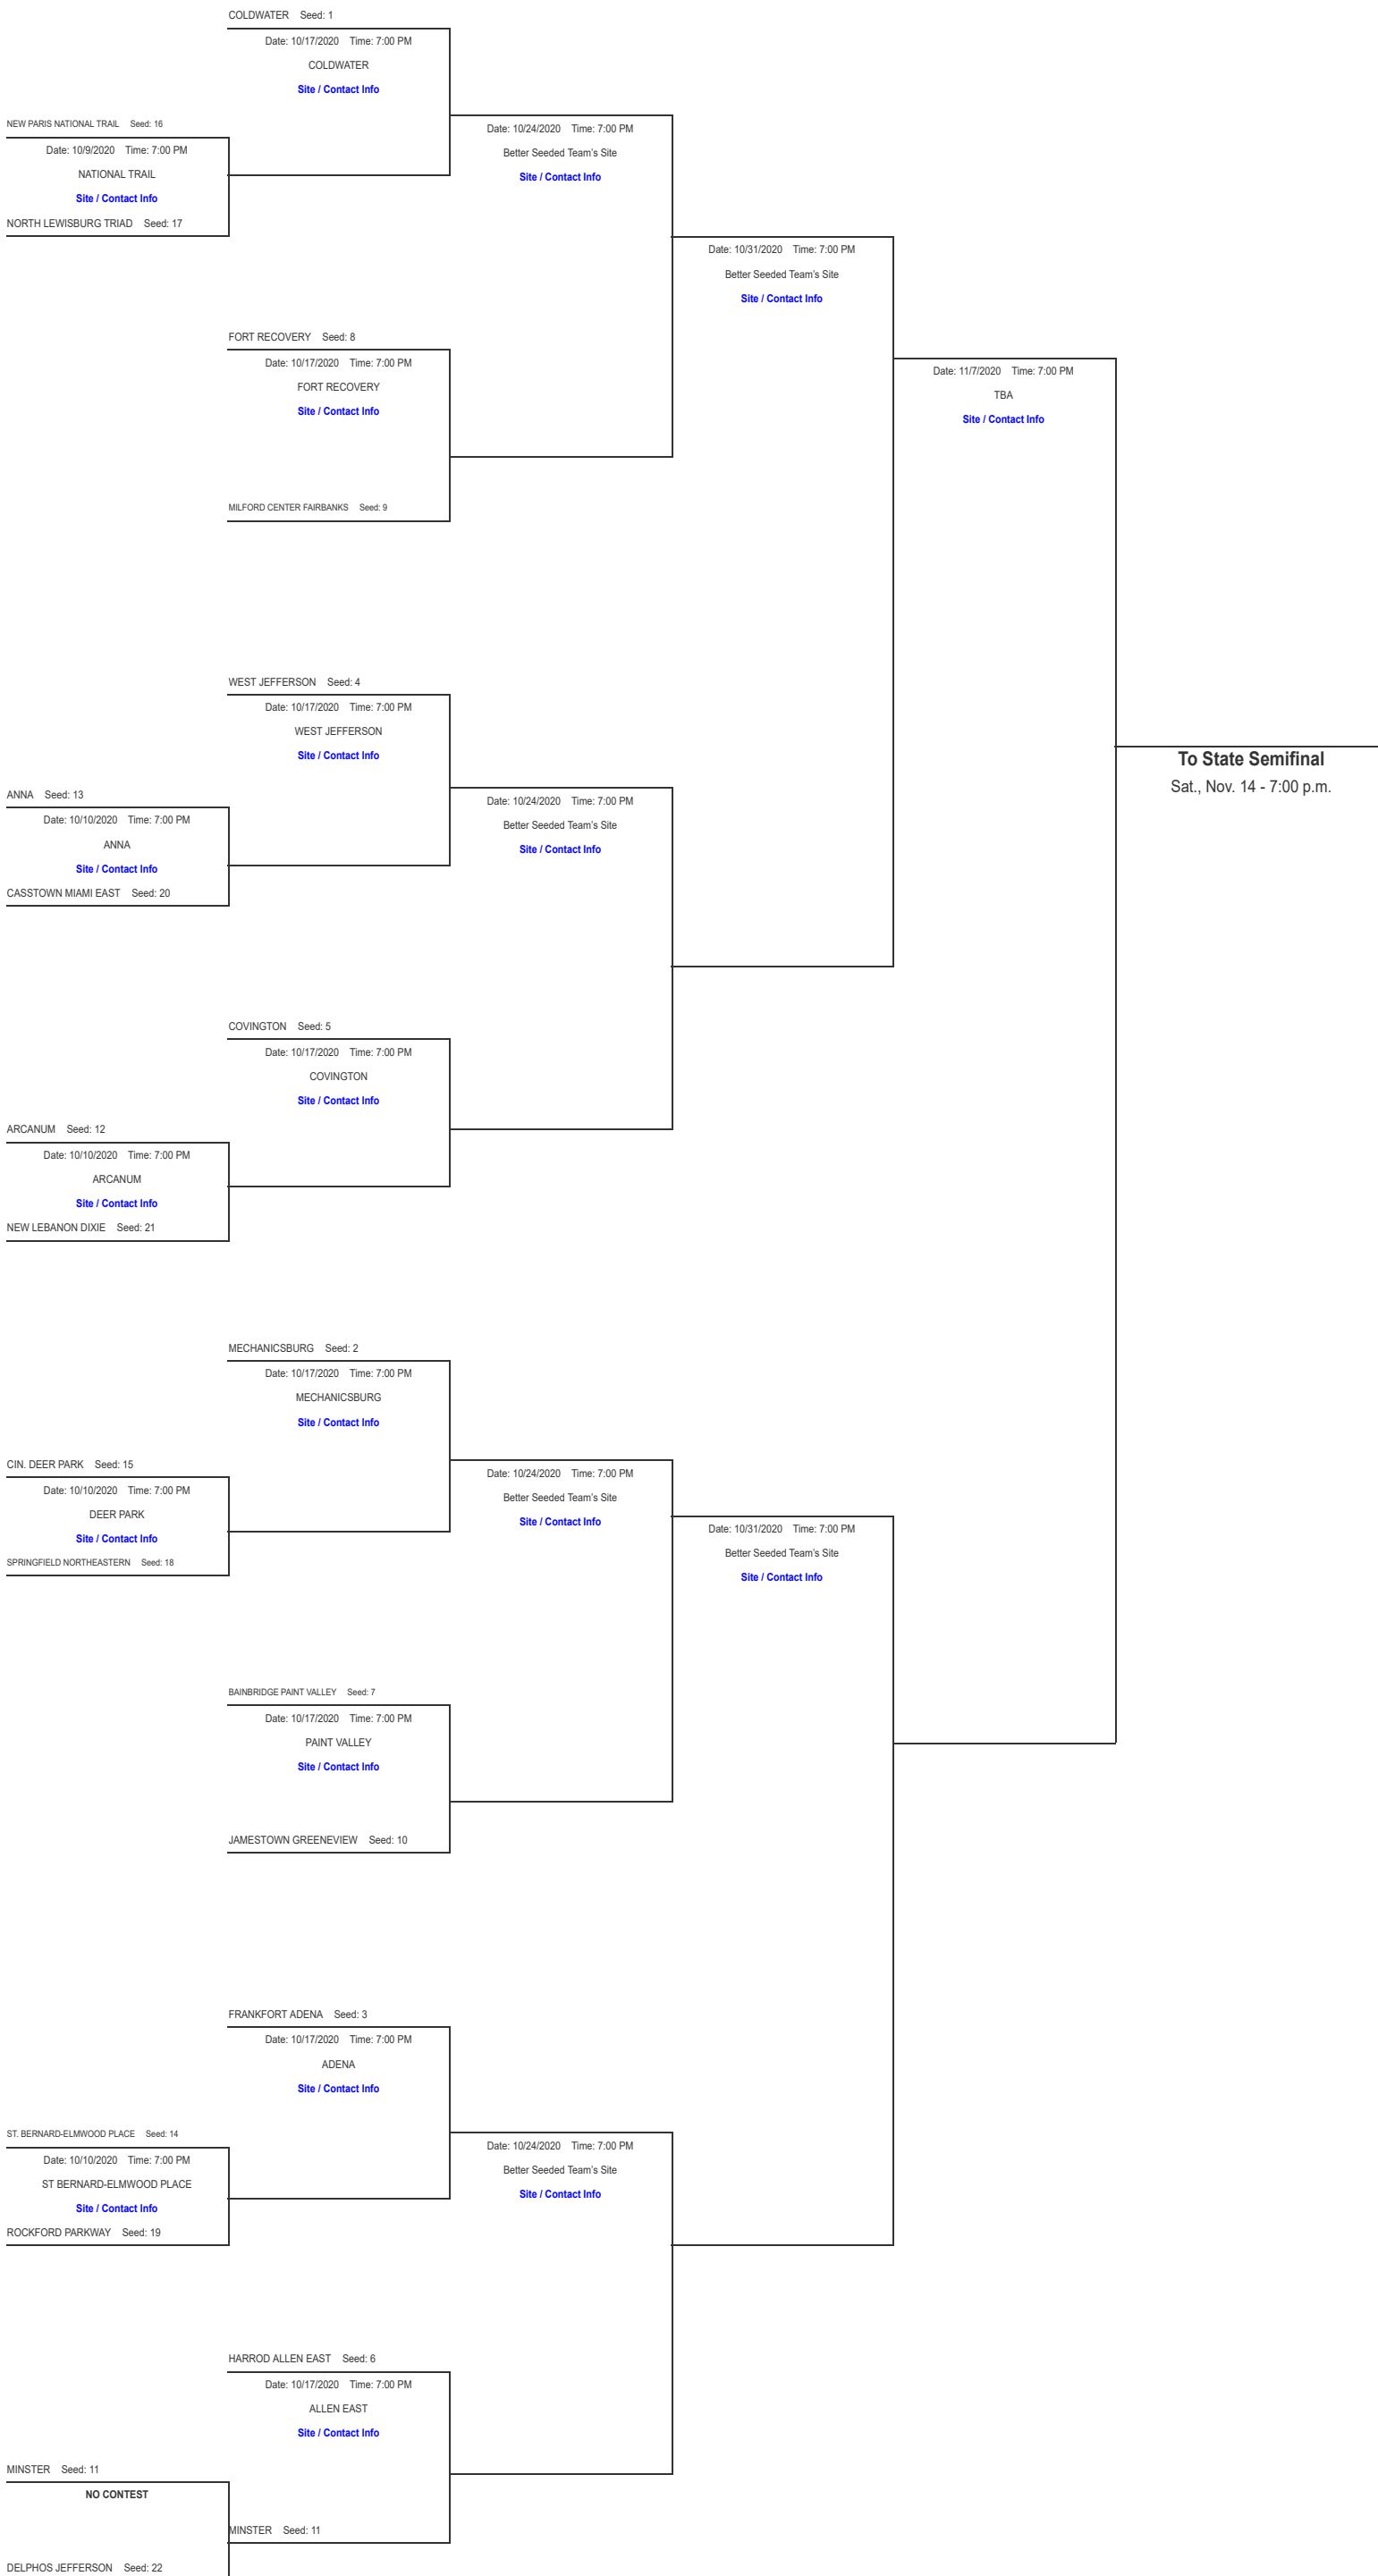 COLDWATER Seed: 1
Date: 10/17/2020 Time: 7:00 PM
COLDWATER
Site / Contact Info
NEW PARIS NATIONAL TRAIL Seed: 16
Date: 10/9/2020 Time: 7:00 PM
NATIONAL TRAIL
Site / Contact Info
NORTH LEWISBURG TRIAD Seed: 17
Date: 10/24/2020 Time: 7:00 PM
Better Seeded Team's Site
Site / Contact Info
Date: 10/31/2020 Time: 7:00 PM
Better Seeded Team's Site
Site / Contact Info
FORT RECOVERY Seed: 8
Date: 10/17/2020 Time: 7:00 PM
FORT RECOVERY
Site / Contact Info
MILFORD CENTER FAIRBANKS Seed: 9
Date: 11/7/2020 Time: 7:00 PM
TBA
Site / Contact Info
WEST JEFFERSON Seed: 4
Date: 10/17/2020 Time: 7:00 PM
WEST JEFFERSON
Site / Contact Info
To State Semifinal
Sat., Nov. 14 - 7:00 p.m.
ANNA Seed: 13
Date: 10/10/2020 Time: 7:00 PM
ANNA
Site / Contact Info
CASSTOWN MIAMI EAST Seed: 20
Date: 10/24/2020 Time: 7:00 PM
Better Seeded Team's Site
Site / Contact Info
COVINGTON Seed: 5
Date: 10/17/2020 Time: 7:00 PM
COVINGTON
Site / Contact Info
ARCANUM Seed: 12
Date: 10/10/2020 Time: 7:00 PM
ARCANUM
Site / Contact Info
NEW LEBANON DIXIE Seed: 21
MECHANICSBURG Seed: 2
Date: 10/17/2020 Time: 7:00 PM
MECHANICSBURG
Site / Contact Info
CIN. DEER PARK Seed: 15
Date: 10/10/2020 Time: 7:00 PM
DEER PARK
Site / Contact Info
SPRINGFIELD NORTHEASTERN Seed: 18
Date: 10/24/2020 Time: 7:00 PM
Better Seeded Team's Site
Site / Contact Info
Date: 10/31/2020 Time: 7:00 PM
Better Seeded Team's Site
Site / Contact Info
BAINBRIDGE PAINT VALLEY Seed: 7
Date: 10/17/2020 Time: 7:00 PM
PAINT VALLEY
Site / Contact Info
JAMESTOWN GREENEVIEW Seed: 10
FRANKFORT ADENA Seed: 3
Date: 10/17/2020 Time: 7:00 PM
ADENA
Site / Contact Info
ST. BERNARD-ELMWOOD PLACE Seed: 14
Date: 10/10/2020 Time: 7:00 PM
ST BERNARD-ELMWOOD PLACE
Site / Contact Info
ROCKFORD PARKWAY Seed: 19
Date: 10/24/2020 Time: 7:00 PM
Better Seeded Team's Site
Site / Contact Info
HARROD ALLEN EAST Seed: 6
Date: 10/17/2020 Time: 7:00 PM
ALLEN EAST
Site / Contact Info
MINSTER Seed: 11
NO CONTEST
MINSTER Seed: 11
DELPHOS JEFFERSON Seed: 22